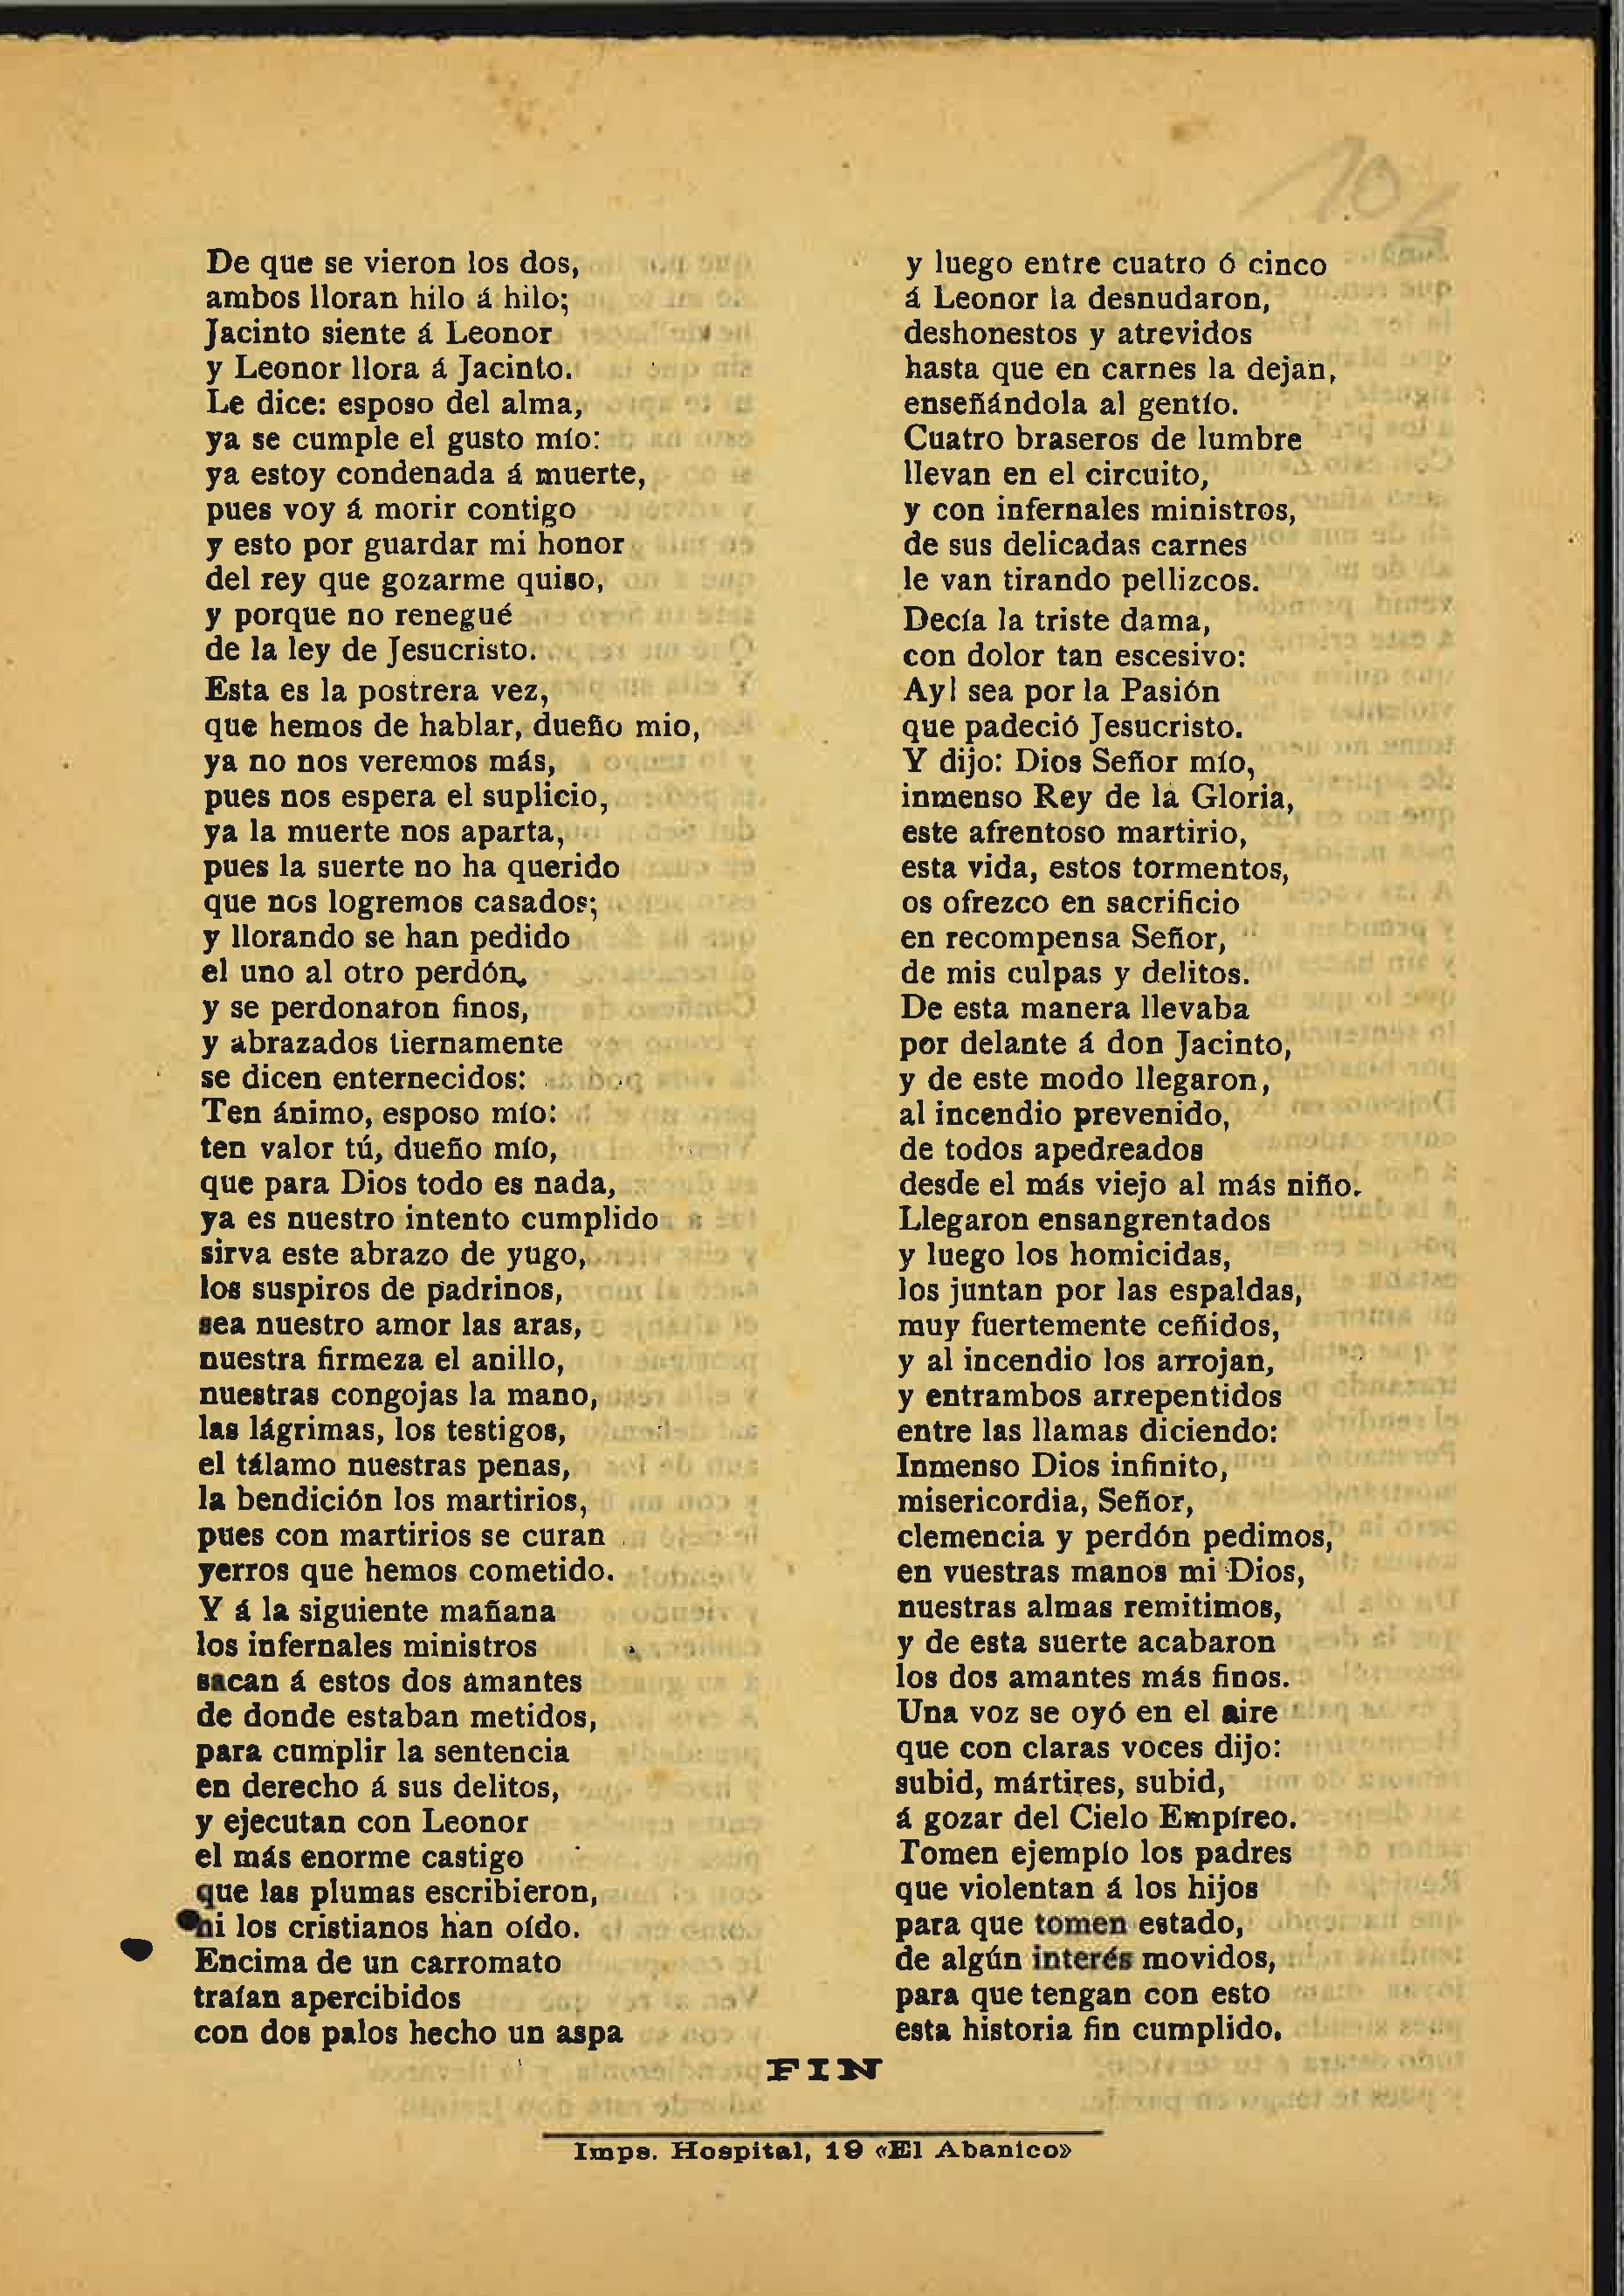 10
De que se vieron los dos,
ambos lloran hilo á hilo;
Jacinto siente á Leonor
y Leonor llora á Jacinto.
Le dice: esposo del alma,
ya se cumple el gusto mío:
ya estoy condenada á muerte,
pues voy á morir contigo
y esto por guardar mi honor
del rey que gozarme quiso,
y porque no renegué
de la ley de Jesucristo.
Esta es la postrera vez,
que hemos de hablar, dueño mio,
ya no nos veremos más,
pues nos espera el suplicio,
ya la muerte nos aparta,
pues la suerte no ha querido
que nos logremos casados;
y llorando se han pedido
el uno al otro perdón,
y se perdonaron finos,
y abrazados tiernamente
se dicen enternecidos:
Ten ánimo, esposo mío:
ten valor tú, dueño mío,
que para Dios todo es nada,
ya es nuestro intento cumplido
sirva este abrazo de yugo,
los suspiros de padrinos,
sea nuestro amor las aras,
nuestra firmeza el anillo,
nuestras congojas la mano,
las lágrimas, los testigos,
el tálamo nuestras penas,
la bendición los martirios,
pues con martirios se curan
yerros que hemos cometido.
Y á la siguiente mañana
los infernales ministros
sacan á estos dos amantes
de donde estaban metidos,
para cumplir la sentencia
en derecho á sus delitos,
y ejecutan con Leonor
el más enorme castigo
que las plumas escribieron,
ni los cristianos han oído.
Encima de un carromato
traían apercibidos
con dos palos hecho un aspa
y luego entre cuatro ó cinco
á Leonor la desnudaron,
deshonestos y atrevidos
hasta que en carnes la dejan,
enseñándola al gentío.
Cuatro braseros de lumbre
llevan en el circuito,
y con infernales ministros,
de sus delicadas carnes
le van tirando pellizcos.
Decía la triste dama,
con dolor tan escesivo:
Ay! sea por la Pasión
que padeció Jesucristo.
Y dijo: Dios Señor mío,
inmenso Rey de la Gloria,
este afrentoso martirio,
esta vida, estos tormentos,
os ofrezco en sacrificio
en recompensa Señor,
de mis culpas y delitos.
De esta manera llevaba
por delante á don Jacinto,
y de este modo llegaron,
al incendio prevenido,
de todos apedreados
desde el más viejo al más niño.
Llegaron ensangrentados
y luego los homicidas,
los juntan por las espaldas,
muy fuertemente ceñidos,
y al incendio los arrojan,
y entrambos arrepentidos
entre las llamas diciendo:
Inmenso Dios infinito,
misericordia, Señor,
clemencia y perdón pedimos,
en vuestras manos mi Dios,
nuestras almas remitimos,
y de esta suerte acabaron
los dos amantes más finos.
Una voz se oyó en el aire
que con claras voces dijo:
subid, mártires, subid,
á gozar del Cielo Empíreo.
Tomen ejemplo los padres
que violentan á los hijos
para que tomen estado,
de algún interés movidos,
para que tengan con esto
esta historia fin cumplido.
FIN
Imps. Hospital, 19 «El Abanico»